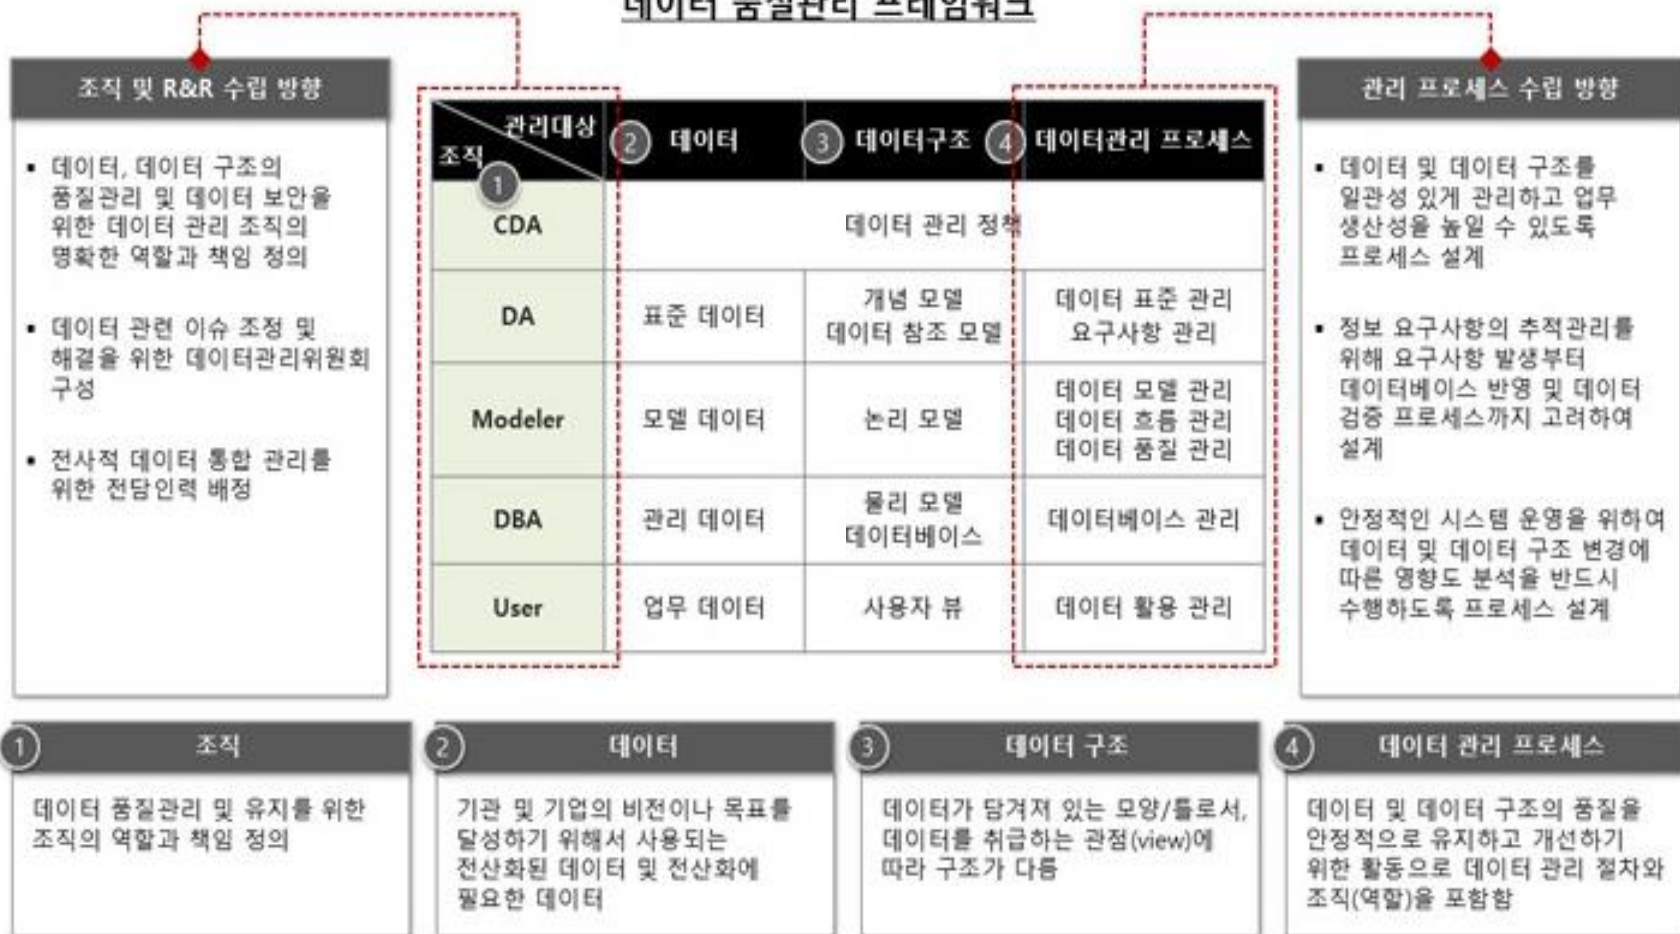 데이터 품질관리 프레임워크
조직 및 R&R 수립 방향
▪ 데이터, 데이터 구조의
품질관리 및 데이터 보안을
위한 데이터 관리 조직의
명확한 역할과 책임 정의
▪ 데이터 관련 이슈 조정 및
해결을 위한 데이터관리위원회
구성
▪ 전사적 데이터 통합 관리를
위한 전담인력 배정
관리대상
조직
1
2 데이터
3 데이터구조
4 데이터관리 프로세스
CDA
데이터 관리 정책
DA
표준 데이터
개념 모델
데이터 참조 모델
데이터 표준 관리
요구사항 관리
Modeler
모델 데이터
논리 모델
데이터 모델 관리
데이터 흐름 관리
데이터 품질 관리
DBA
관리 데이터
물리 모델
데이터베이스
데이터베이스 관리
User
업무 데이터
사용자 뷰
데이터 활용 관리
관리 프로세스 수립 방향
▪ 데이터 및 데이터 구조를
일관성 있게 관리하고 업무
생산성을 높일 수 있도록
프로세스 설계
▪ 정보 요구사항의 추적관리를
위해 요구사항 발생부터
데이터베이스 반영 및 데이터
검증 프로세스까지 고려하여
설계
▪ 안정적인 시스템 운영을 위하여
데이터 및 데이터 구조 변경에
따른 영향도 분석을 반드시
수행하도록 프로세스 설계
1 조직
데이터 품질관리 및 유지를 위한
조직의 역할과 책임 정의
2 데이터
기관 및 기업의 비전이나 목표를
달성하기 위해서 사용되는
전산화된 데이터 및 전산화에
필요한 데이터
3 데이터 구조
데이터가 담겨져 있는 모양/틀로서,
데이터를 취급하는 관점(view)에
따라 구조가 다름
4 데이터 관리 프로세스
데이터 및 데이터 구조의 품질을
안정적으로 유지하고 개선하기
위한 활동으로 데이터 관리 절차와
조직(역할)을 포함함